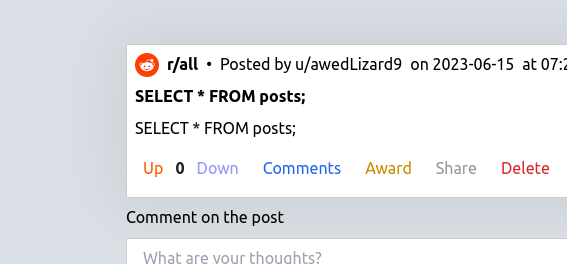 r/all • Posted by u/awedLizard9 on 2023-06-15 at 07:2
SELECT * FROM posts;
SELECT * FROM posts;
Up 0 Down Comments Award Share Delete
Comment on the post
What are your thoughts?